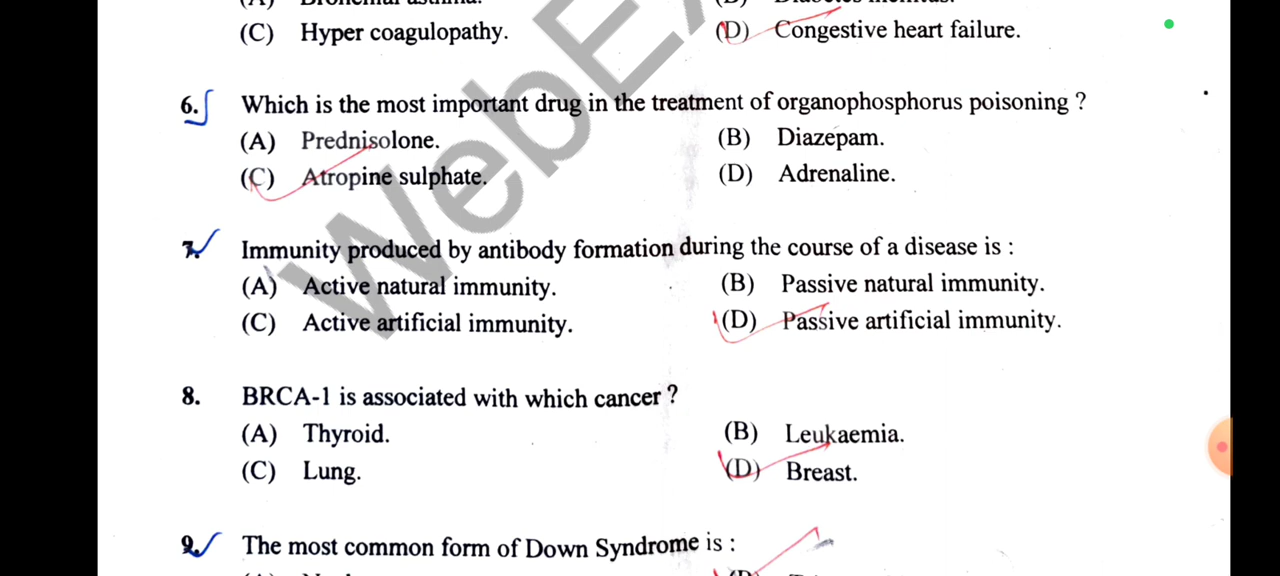 (C) Hyper coagulopathy. (D) Congestive heart failure.
6. Which is the most important drug in the treatment of organophosphorus poisoning ?
(A) Prednisolone. (B) Diazepam.
(C) Atropine sulphate. (D) Adrenaline.
7. Immunity produced by antibody formation during the course of a disease is :
(A) Active natural immunity. (B) Passive natural immunity.
(C) Active artificial immunity. (D) Passive artificial immunity.
8. BRCA-1 is associated with which cancer ?
(A) Thyroid. (B) Leukaemia.
(C) Lung. (D) Breast.
9. The most common form of Down Syndrome is :